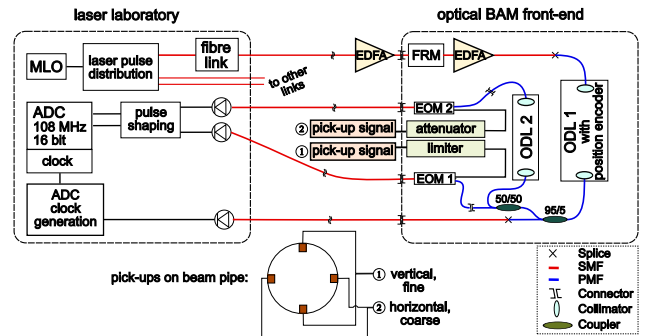 laser laboratory
optical BAM front-end
MLO
laser pulse
distribution
fibre
link
EDFA
FRM
EDFA
to other
links
ADC
108 MHz
16 bit
clock
pulse
shaping
ADC
clock
generation
EOM 2
2 pick-up signal
attenuator
1 pick-up signal
limiter
EOM 1
ODL 2
ODL 1
with
position encoder
50/50
95/5
pick-ups on beam pipe:
1 vertical,
fine
2 horizontal,
coarse
Splice
SMF
PMF
Connector
Collimator
Coupler